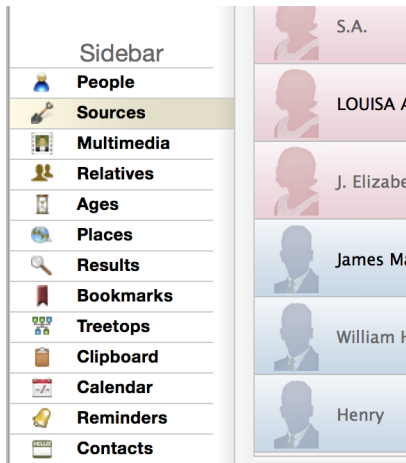 Sidebar
People
Sources
Multimedia
Relatives
Ages
Places
Results
Bookmarks
Treetops
Clipboard
Calendar
Reminders
HELLO
Contacts
S.A.
LOUISA
J. Elizabe
James Ma
William H
Henry